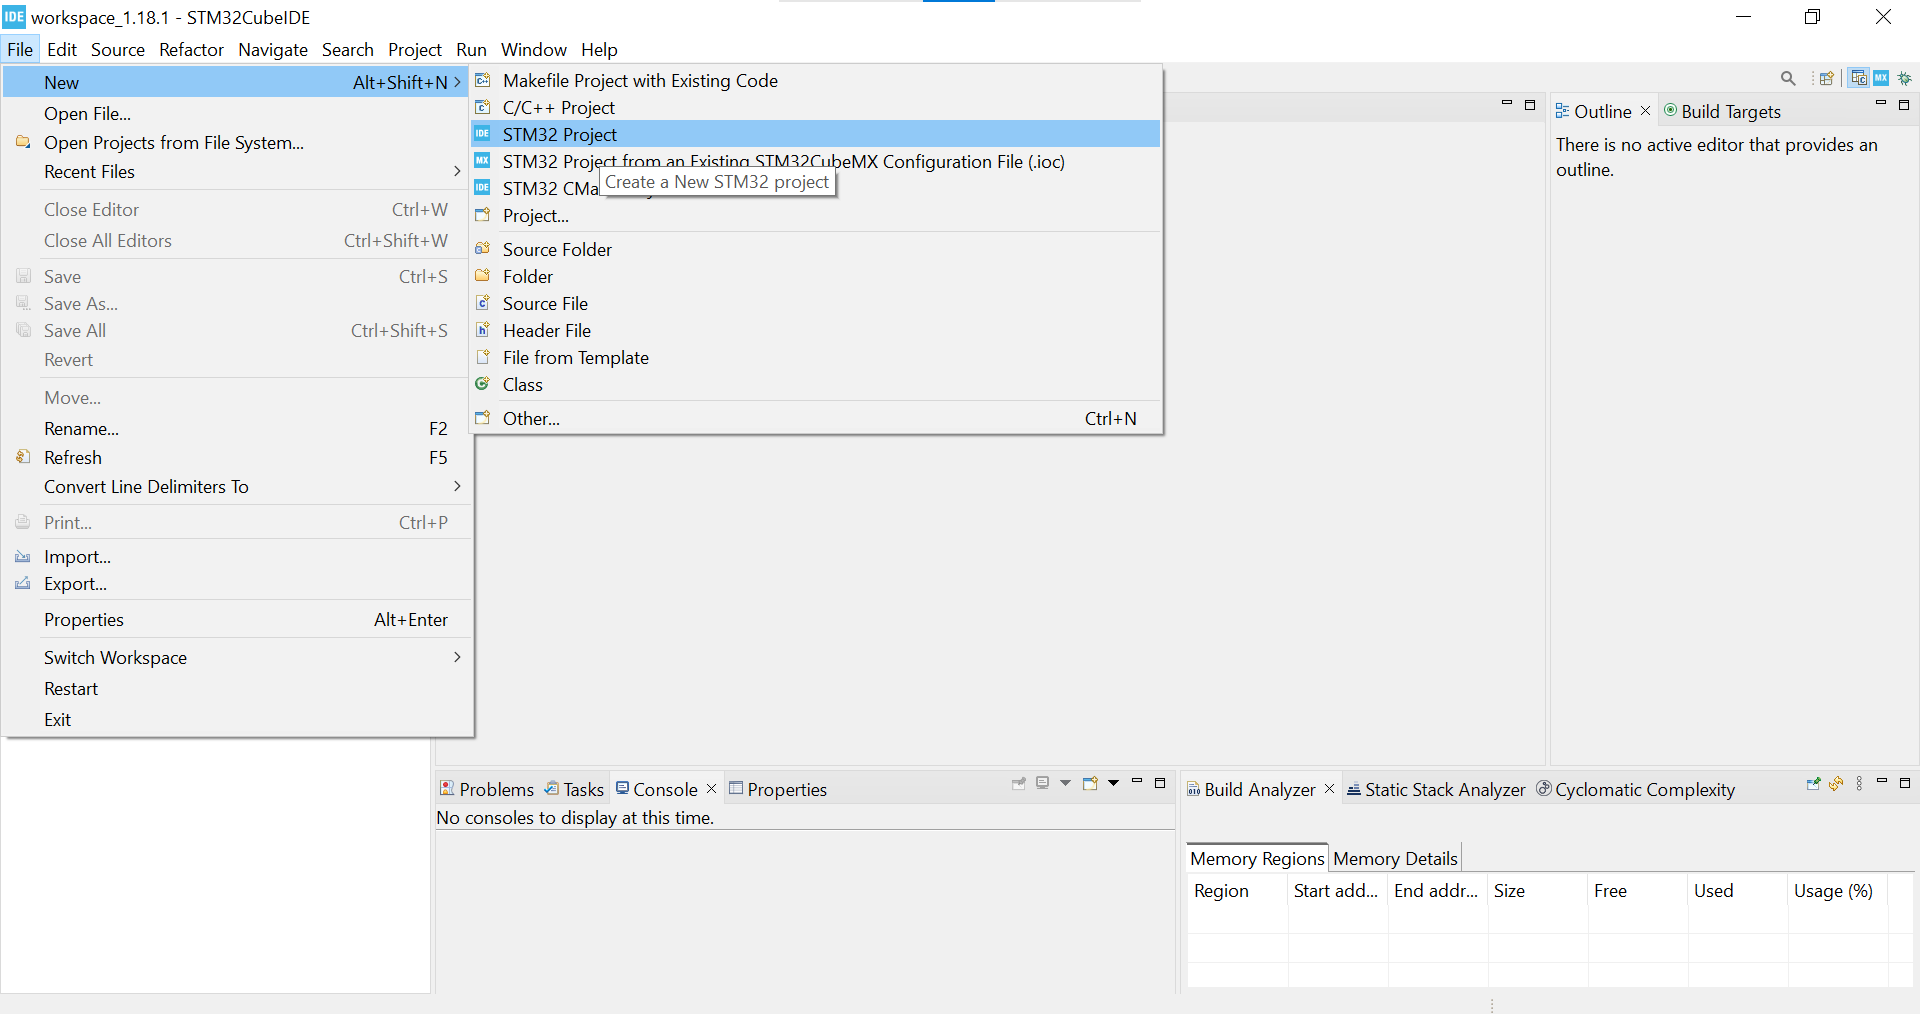 IDE workspace_1.18.1 - STM32CubeIDE
File Edit Source Refactor Navigate Search Project Run Window Help
New Alt+Shift+N
Open File...
Open Projects from File System...
Recent Files
Close Editor Ctrl+W
Close All Editors Ctrl+Shift+W
Save Ctrl+S
Save As...
Save All Ctrl+Shift+S
Revert
Move...
Rename... F2
Refresh F5
Convert Line Delimiters To
Print... Ctrl+P
Import...
Export...
Properties Alt+Enter
Switch Workspace
Restart
Exit
Makefile Project with Existing Code
C/C++ Project
IDE STM32 Project
MX STM32 Project from an Existing STM32CubeMX Configuration File (.ioc)
IDE STM32 CMa
Create a New STM32 project
Project...
Source Folder
Folder
Source File
Header File
File from Template
Class
Other... Ctrl+N
MX
Outline Build Targets
There is no active editor that provides an
outline.
Problems Tasks Console Properties
No consoles to display at this time.
Build Analyzer Static Stack Analyzer Cyclomatic Complexity
Memory Regions Memory Details
Region Start add... End addr... Size Free Used Usage (%)